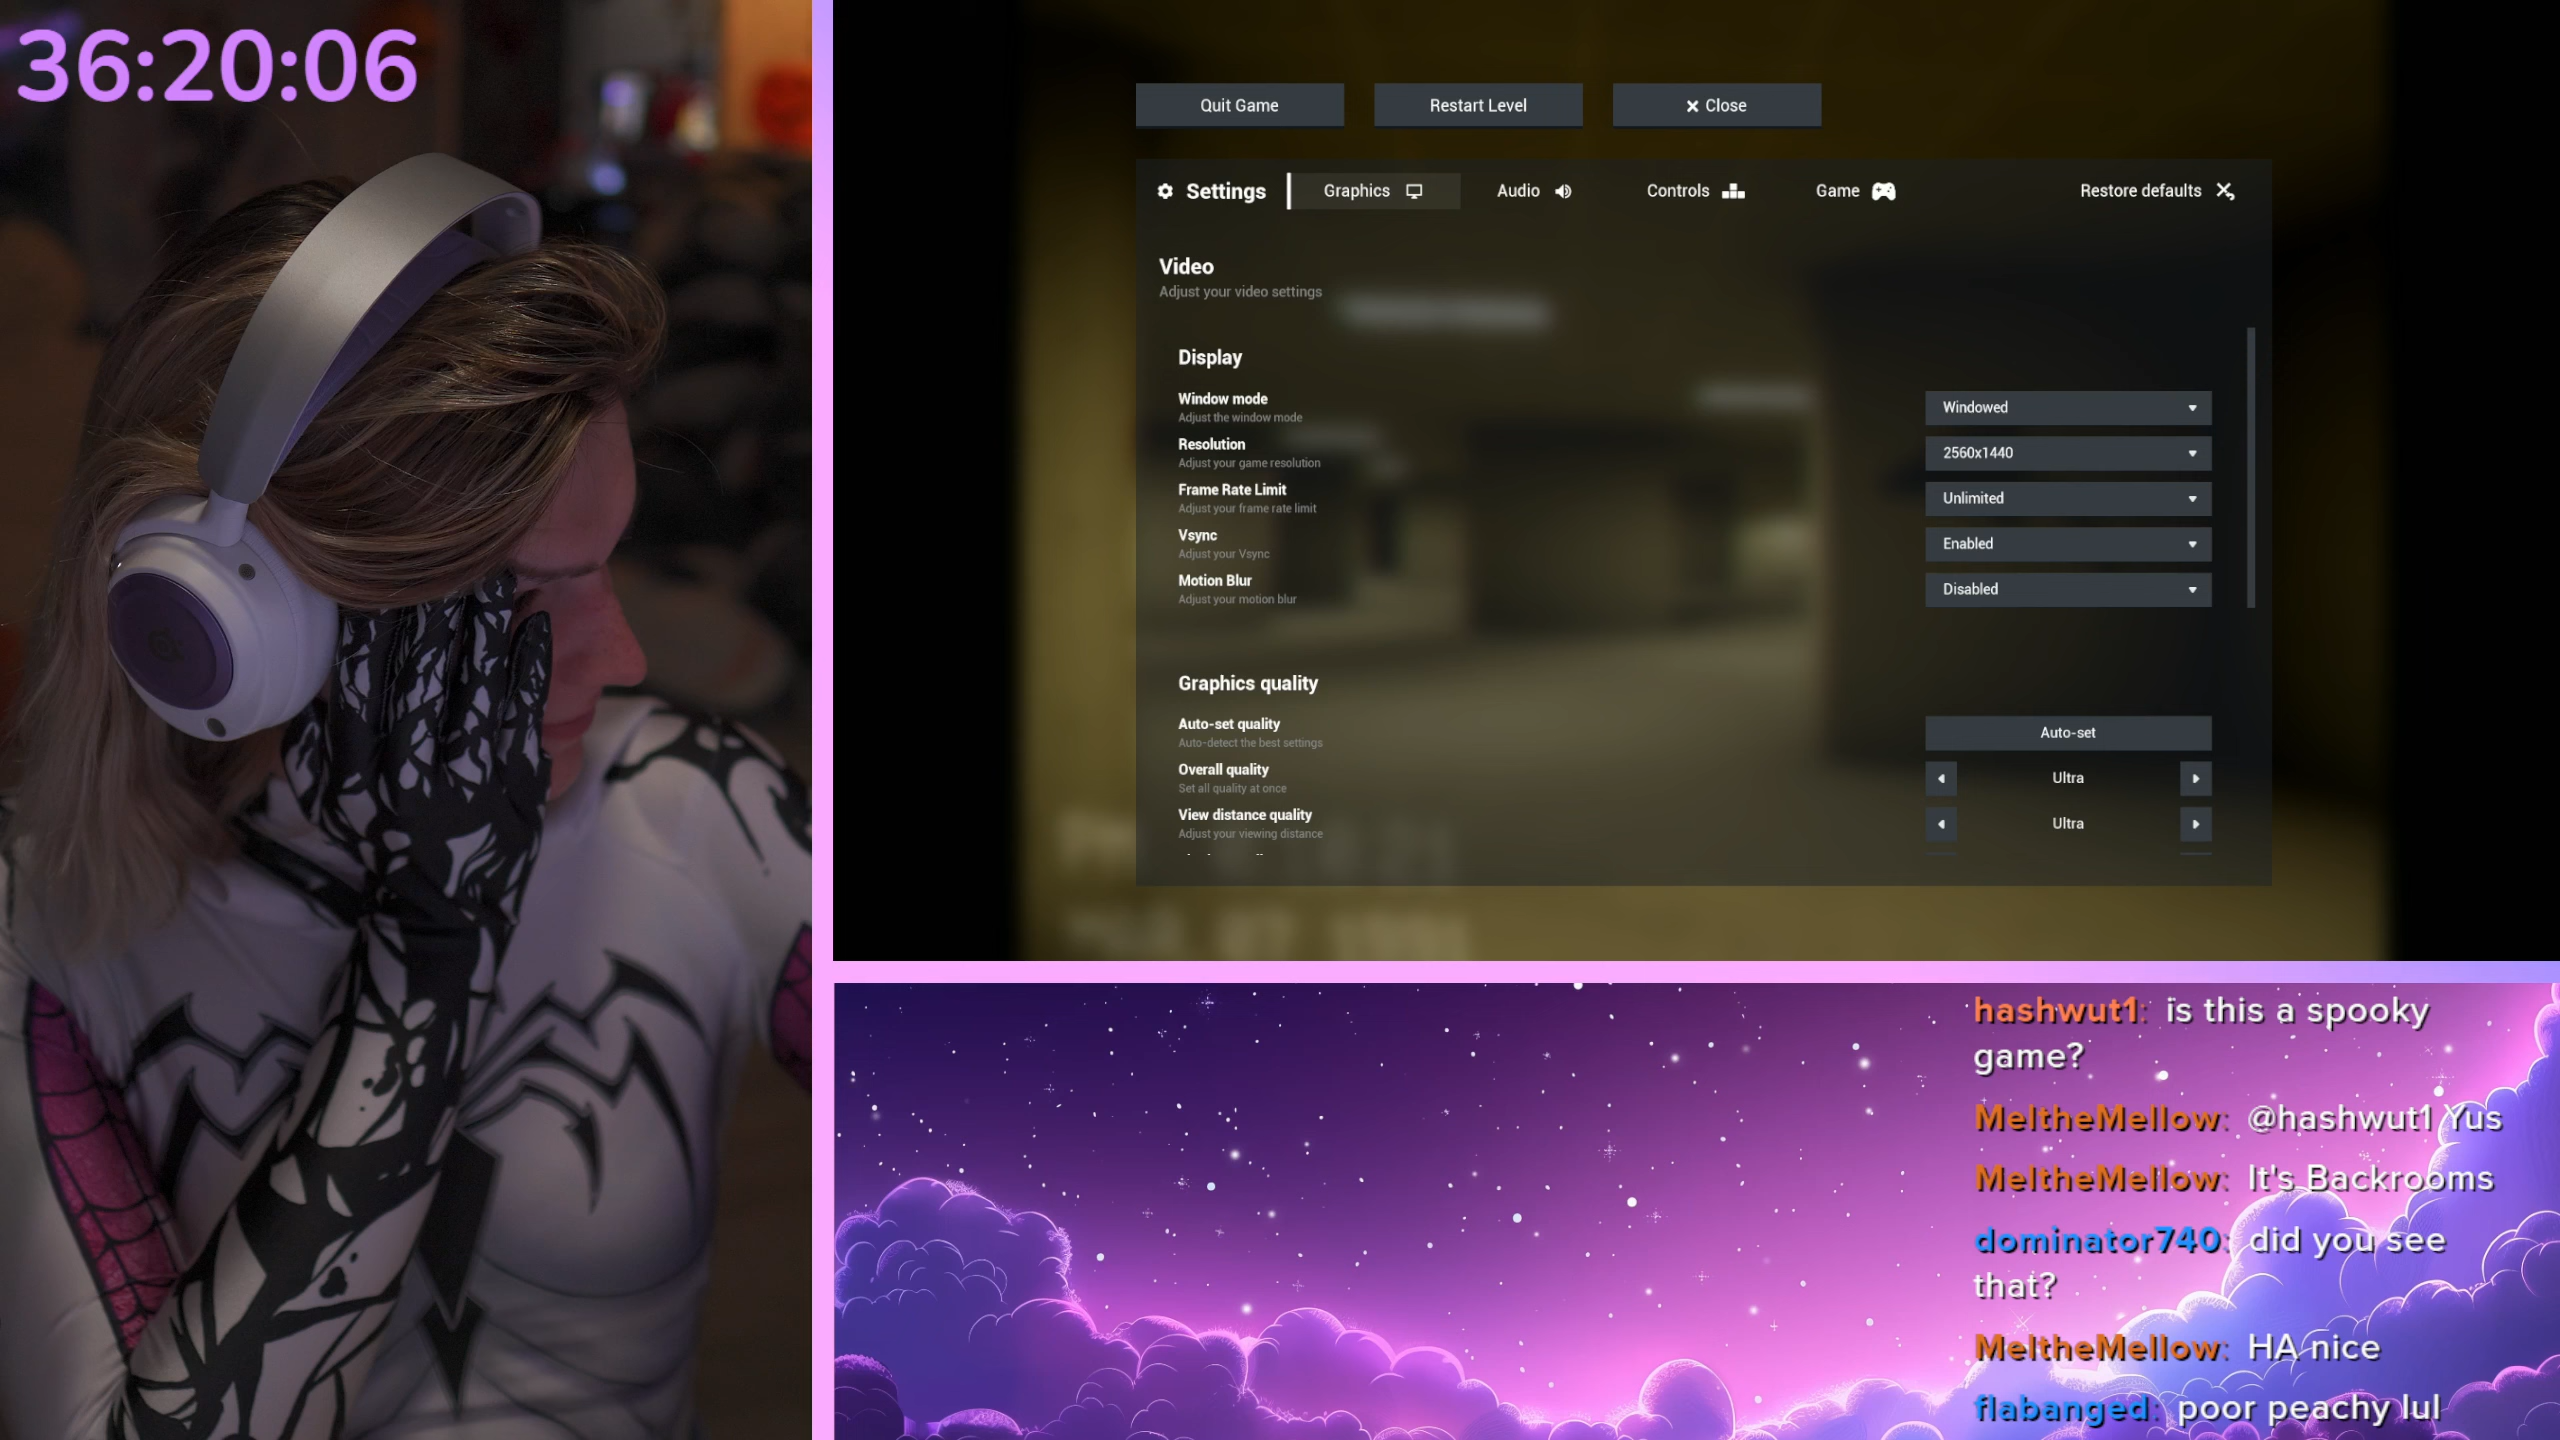 36:20:06
Quit Game
Restart Level
Close
Settings
Graphics
Audio
Controls
Game
Restore defaults
Video
Adjust your video settings
Display
Window mode
Adjust the window mode
Windowed
Resolution
Adjust your game resolution
2560x1440
Frame Rate Limit
Adjust your frame rate limit
Unlimited
Vsync
Adjust your Vsync
Enabled
Motion Blur
Adjust your motion blur
Disabled
Graphics quality
Auto-set quality
Auto-detect the best settings
Auto-set
Overall quality
Set all quality at once
Ultra
View distance quality
Adjust your viewing distance
Ultra
hashwut1: is this a spooky
game?
MeltheMellow: @hashwut1 Yus
MeltheMellow: It's Backrooms
dominator740: did you see
that?
MeltheMellow: HA nice
flabanged: poor peachy lul